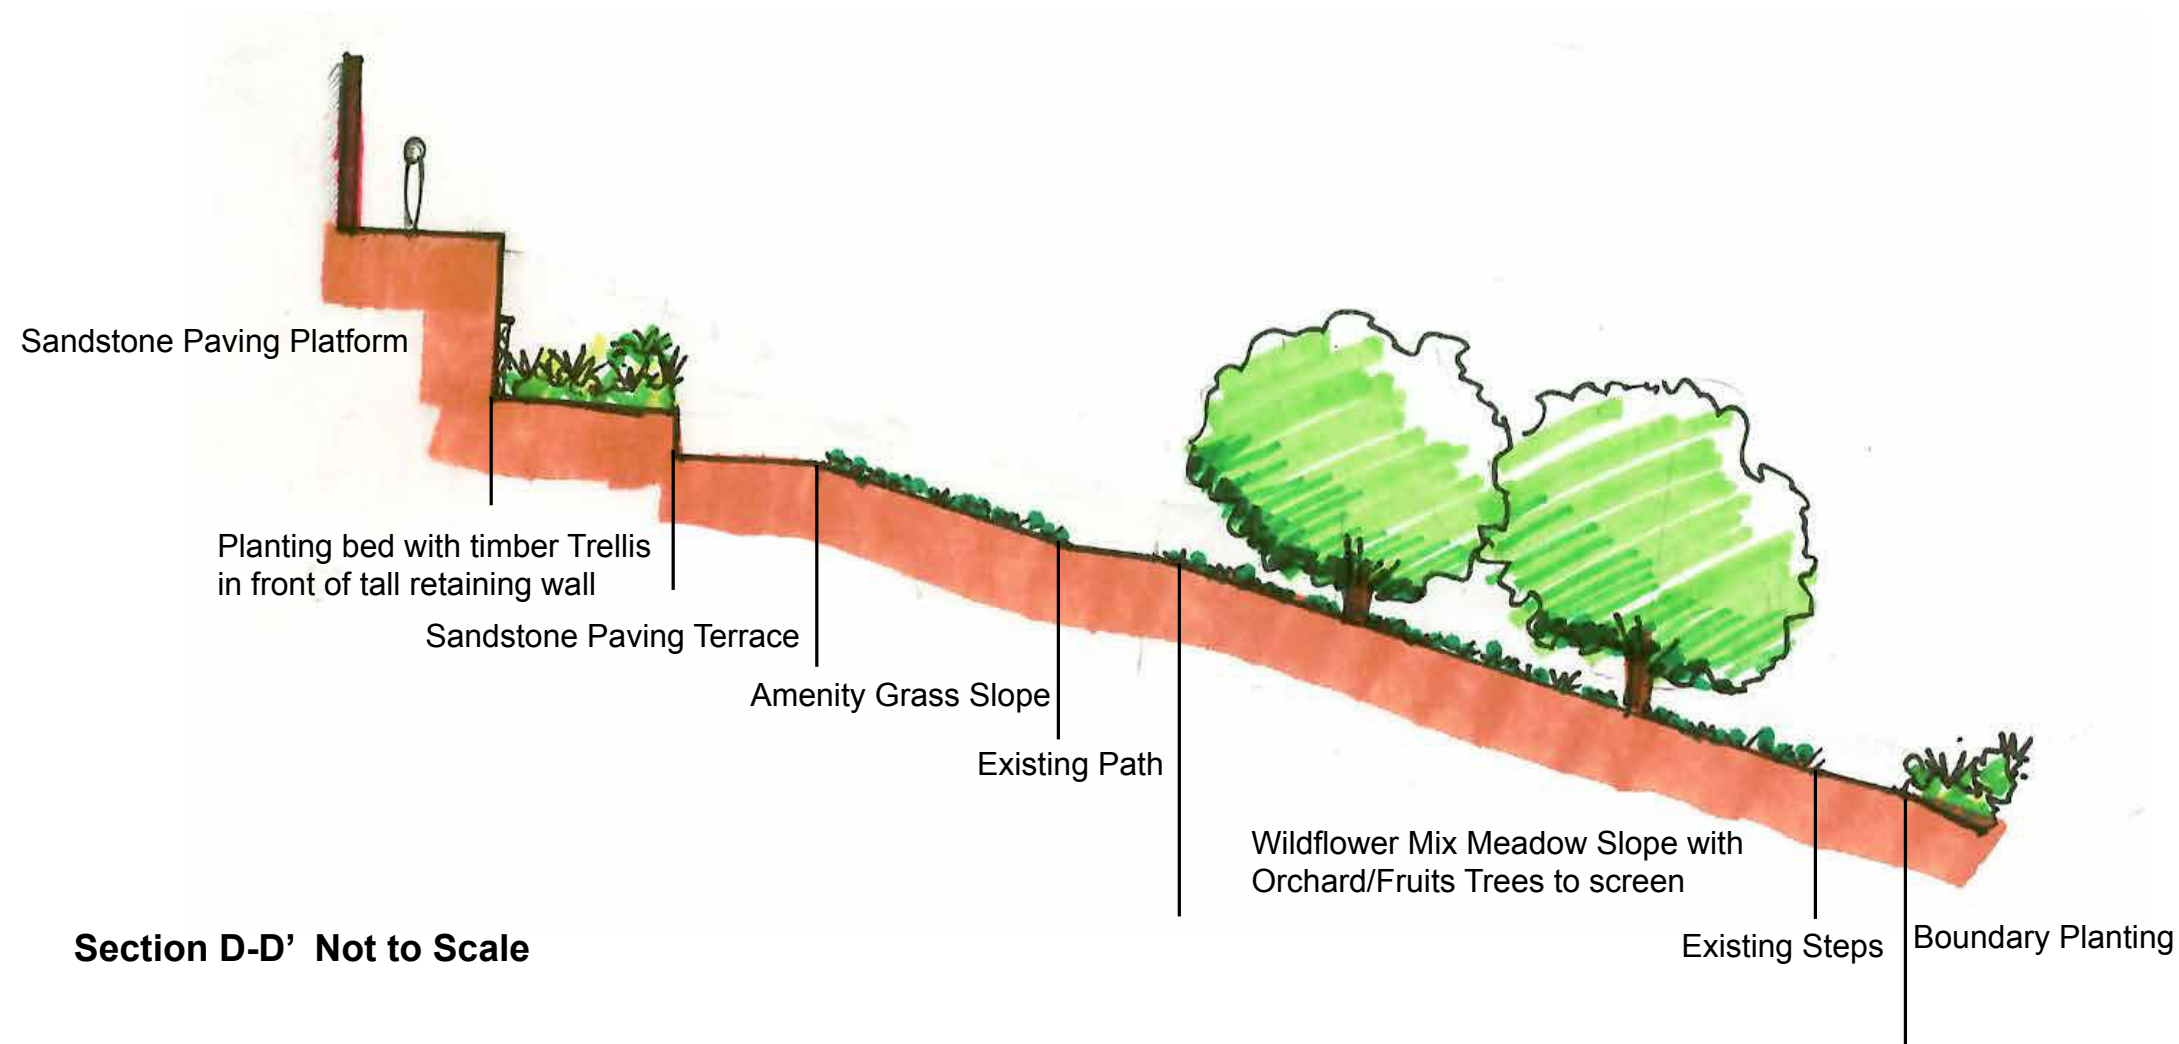 Sandstone Paving Platform
Planting bed with timber Trellis
in front of tall retaining wall
Sandstone Paving Terrace
Amenity Grass Slope
Existing Path
Wildflower Mix Meadow Slope with
Orchard/Fruits Trees to screen
Existing Steps
Boundary Planting
Section D-D’  Not to Scale